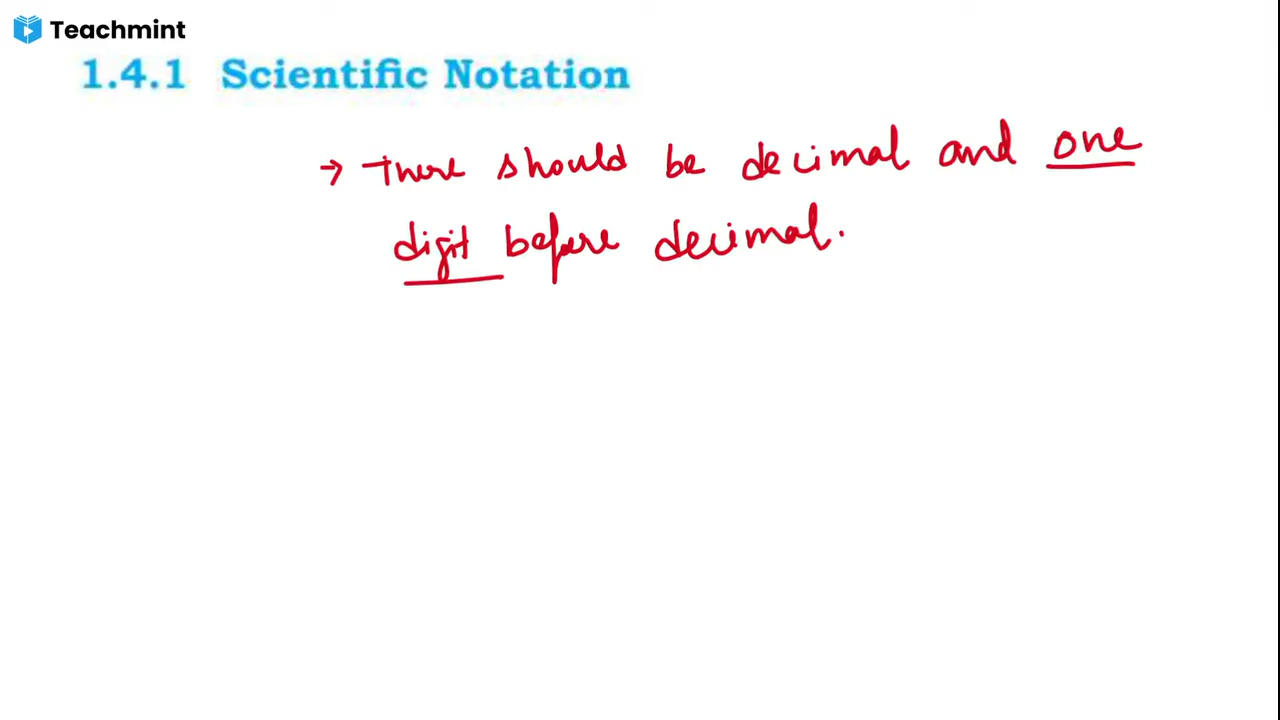 Teachmint
1.4.1 Scientific Notation
→ There should be decimal and one
digit before decimal.